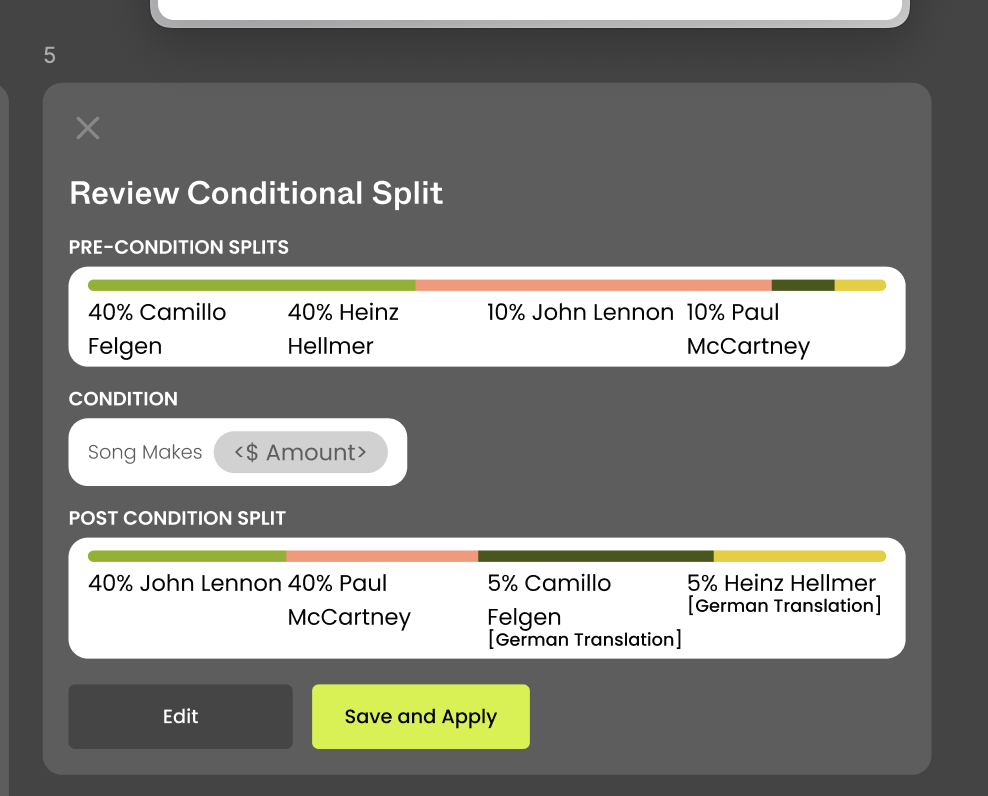 5
Review Conditional Split
PRE-CONDITION SPLITS
40% Camillo
Felgen
40% Heinz
Hellmer
10% John Lennon
10% Paul
McCartney
CONDITION
Song Makes <$ Amount>
POST CONDITION SPLIT
40% John Lennon
40% Paul
McCartney
5% Camillo
Felgen
[German Translation]
5% Heinz Hellmer
[German Translation]
Edit
Save and Apply